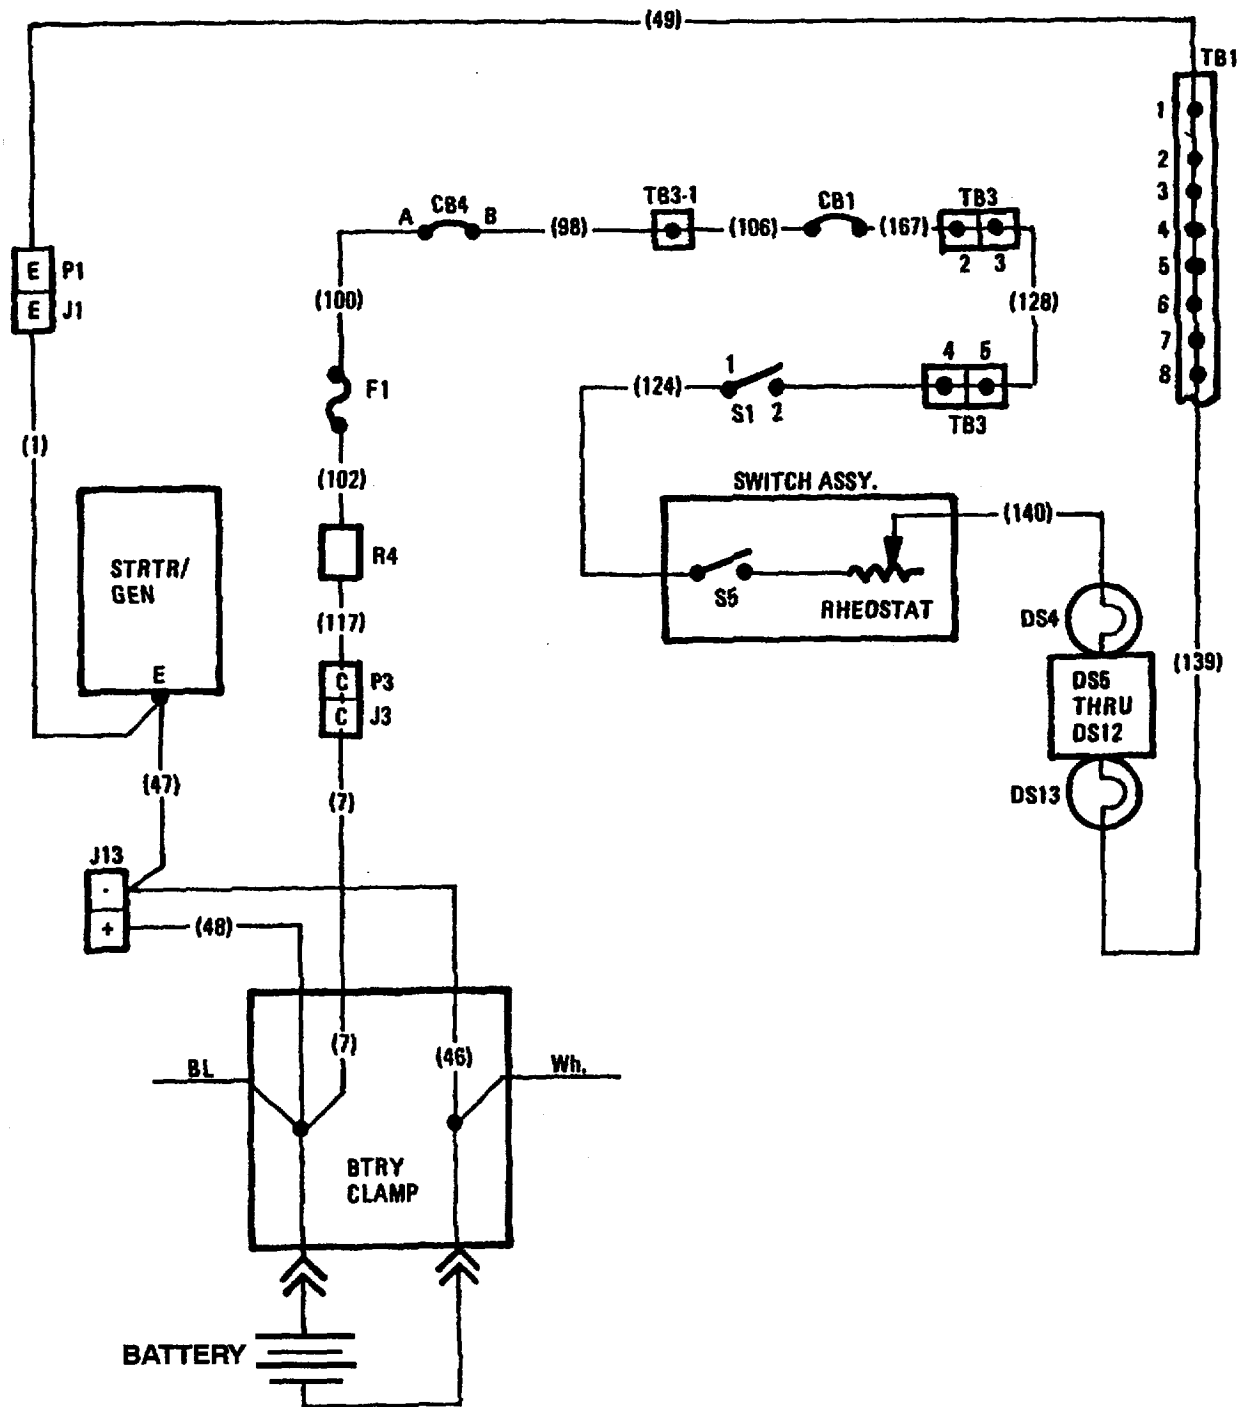 (49)
TB1
1
2
3
4
5
6
7
8
CB4
A
B
(98)
TB3-1
(106)
CB1
(167)
TB3
2
3
E
P1
E
J1
(100)
(128)
F1
(124)
1
S1
2
4
5
TB3
(1)
(102)
SWITCH ASSY.
(140)
STRTR/
GEN
R4
S5
RHEOSTAT
DS4
(117)
E
C
P3
C
J3
DS5
THRU
DS12
(139)
(47)
(7)
DS13
J13
-
+
(48)
(7)
(46)
BL
Wh.
BTRY
CLAMP
BATTERY